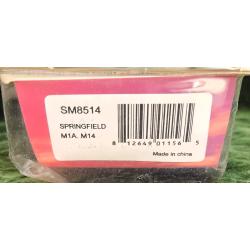 SM8514
SPRINGFIELD
M1A. M14
8 12649 01156 5
Made in china